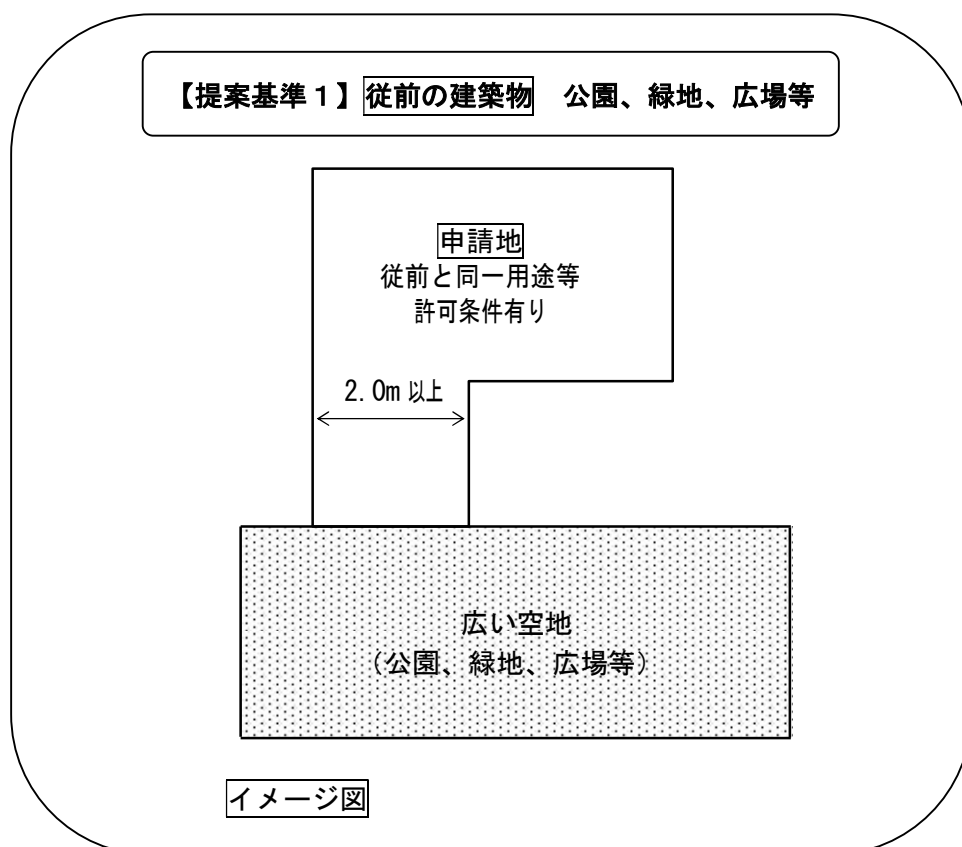 【提案基準1】従前の建築物 公園、緑地、広場等
申請地
従前と同一用途等
許可条件有り
2.0m 以上
広い空地
（公園、緑地、広場等）
イメージ図